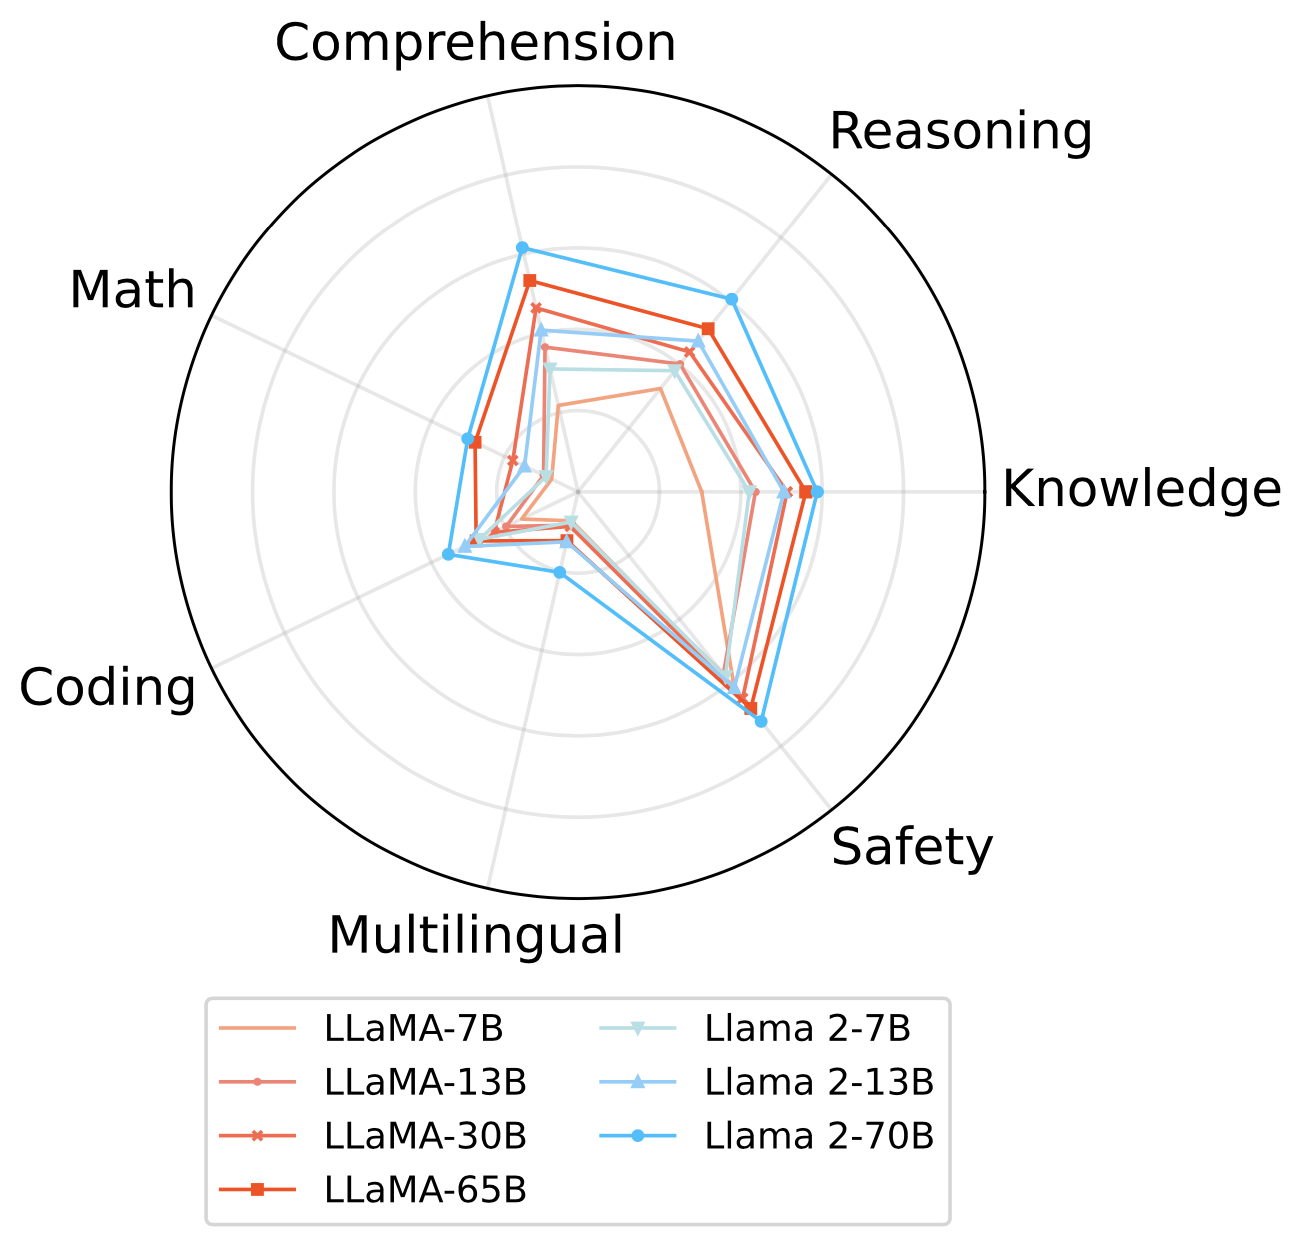 Comprehension
Reasoning
Math
Knowledge
Coding
Safety
Multilingual
LLaMA-7B
LLaMA-13B
LLaMA-30B
LLaMA-65B
Llama 2-7B
Llama 2-13B
Llama 2-70B